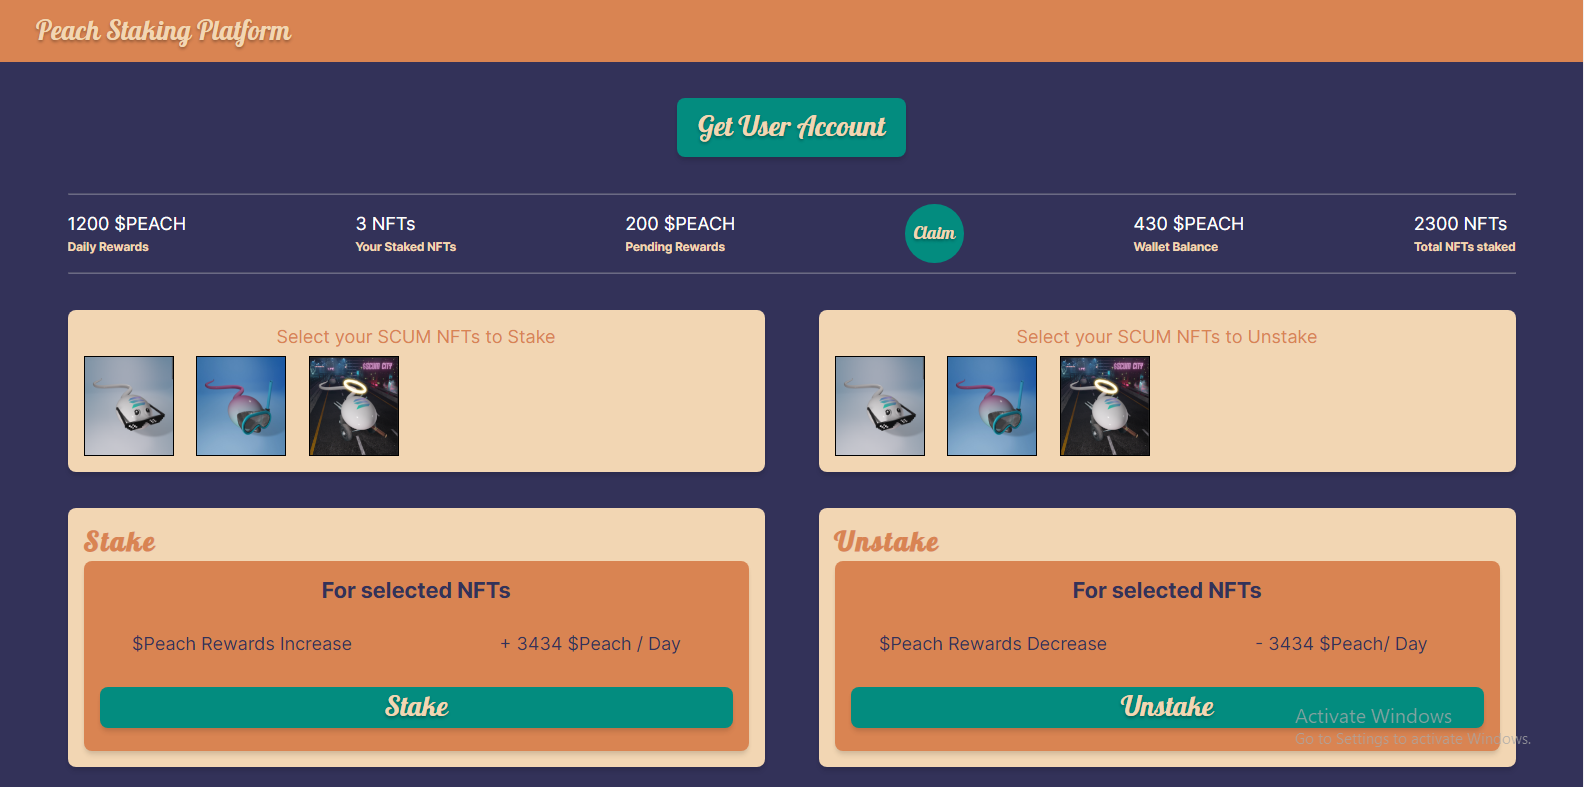 Peach Staking Platform
Get User Account
1200 $PEACH
Daily Rewards
3 NFTs
Your Staked NFTs
200 $PEACH
Pending Rewards
Claim
430 $PEACH
Wallet Balance
2300 NFTs
Total NFTs staked
Select your SCUM NFTs to Stake
SCUM CITY
Select your SCUM NFTs to Unstake
SCUM CITY
Stake
For selected NFTs
$Peach Rewards Increase
+ 3434 $Peach / Day
Stake
Unstake
For selected NFTs
$Peach Rewards Decrease
- 3434 $Peach/ Day
Unstake
Activate Windows
Go to Settings to activate Windows.